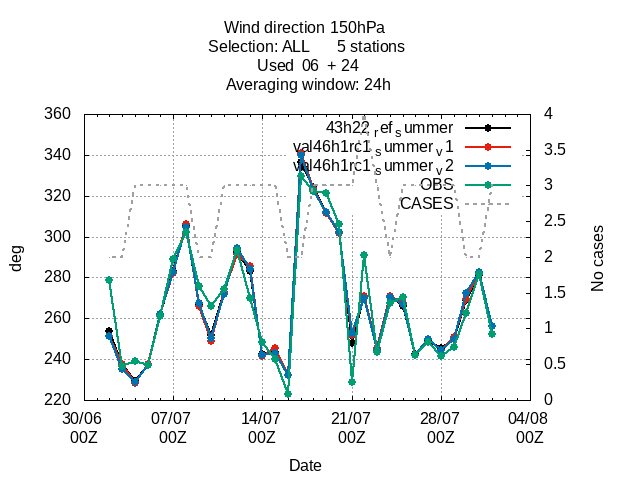 Wind direction 150hPa
Selection: ALL 5 stations
Used 06 + 24
Averaging window: 24h
360
340
320
300
280
260
240
220
4
3.5
3
2.5
2
1.5
1
0.5
0
43h22_ref_summer
val46h1rc1_summer_v1
val46h1rc1_summer_v2
OBS
CASES
deg
No cases
30/06 07/07 14/07 21/07 28/07 04/08
00Z 00Z 00Z 00Z 00Z 00Z
Date